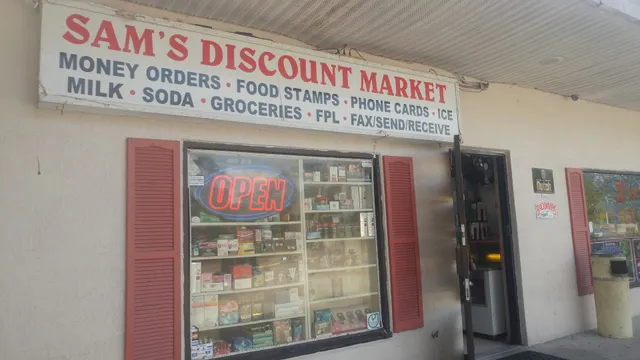 SAM'S DISCOUNT MARKET
MONEY ORDERS • FOOD STAMPS • PHONE CARDS • ICE
MILK • SODA • GROCERIES • FPL • FAX/SEND/RECEIVE
OPEN